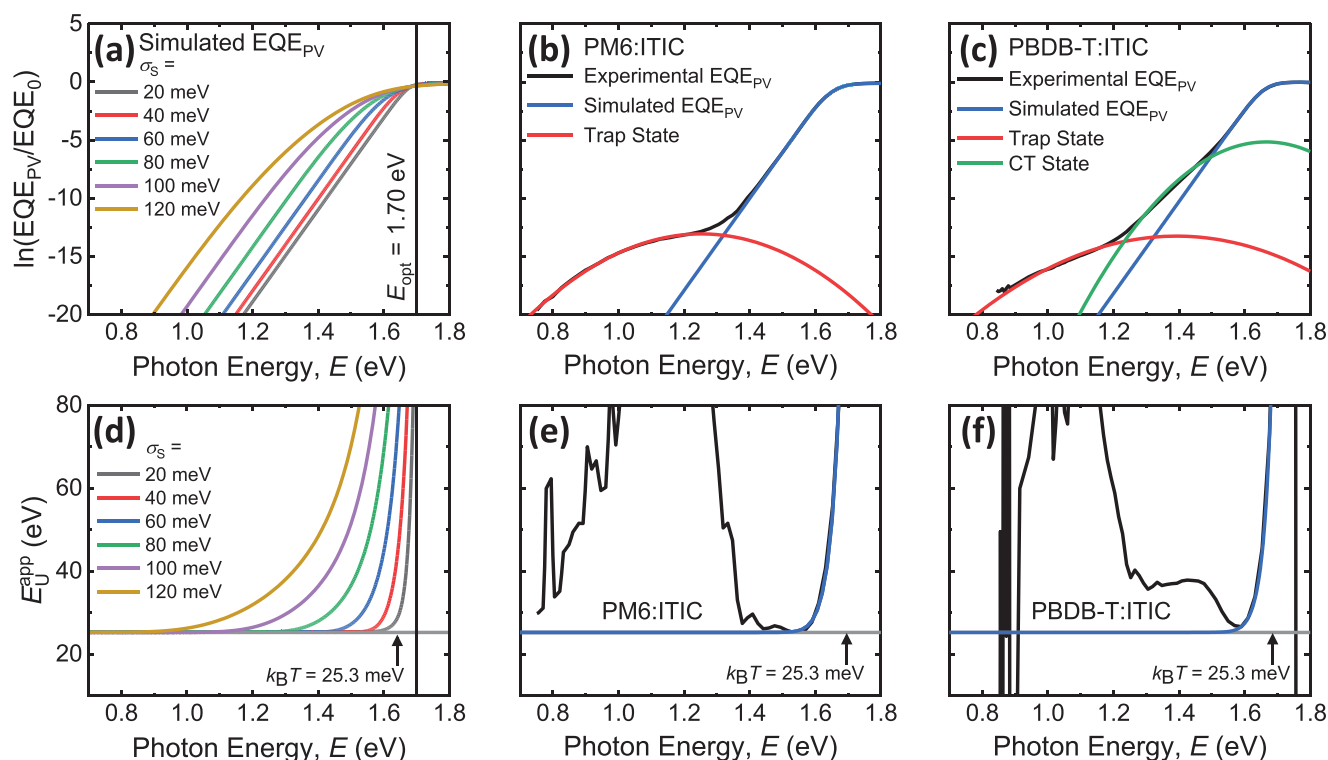 (a) Simulated EQE_PV
σ_S =
20 meV
40 meV
60 meV
80 meV
100 meV
120 meV
E_opt = 1.70 eV
ln(EQE_PV/EQE_0)
5
0
-5
-10
-15
-20
0.8 1.0 1.2 1.4 1.6 1.8
Photon Energy, E (eV)
(b) PM6:ITIC
Experimental EQE_PV
Simulated EQE_PV
Trap State
0.8 1.0 1.2 1.4 1.6 1.8
Photon Energy, E (eV)
(c) PBDB-T:ITIC
Experimental EQE_PV
Simulated EQE_PV
Trap State
CT State
0.8 1.0 1.2 1.4 1.6 1.8
Photon Energy, E (eV)
(d)
σ_S =
20 meV
40 meV
60 meV
80 meV
100 meV
120 meV
k_BT = 25.3 meV
E_U^app (eV)
80
60
40
20
0.8 1.0 1.2 1.4 1.6 1.8
Photon Energy, E (eV)
(e)
PM6:ITIC
k_BT = 25.3 meV
0.8 1.0 1.2 1.4 1.6 1.8
Photon Energy, E (eV)
(f)
PBDB-T:ITIC
k_BT = 25.3 meV
0.8 1.0 1.2 1.4 1.6 1.8
Photon Energy, E (eV)